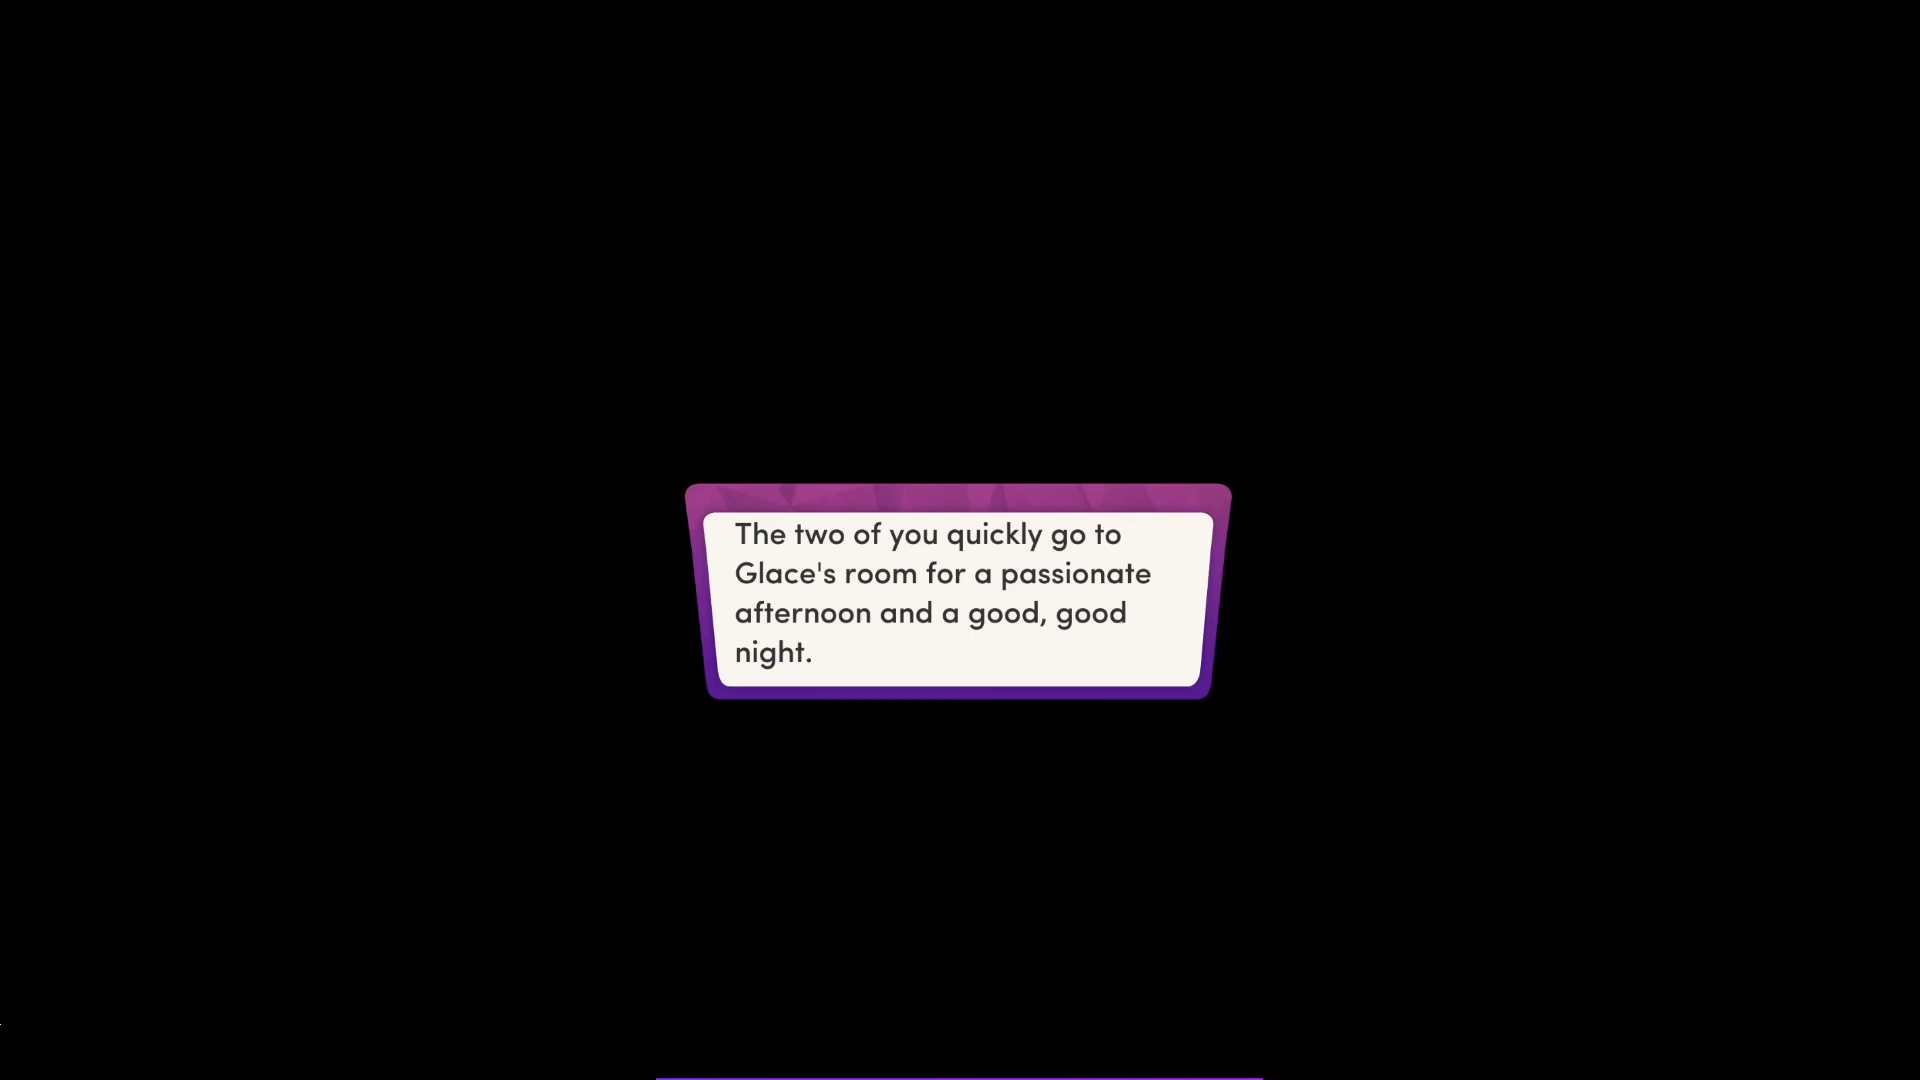 The two of you quickly go to
Glace's room for a passionate
afternoon and a good, good
night.